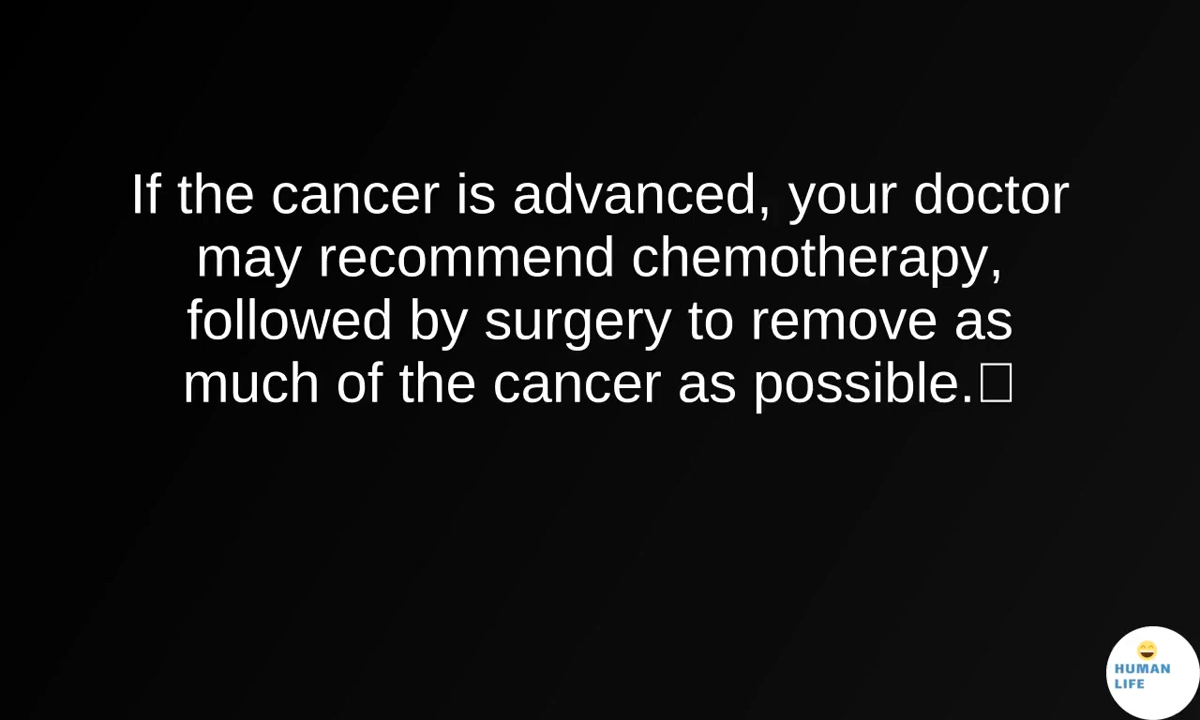 If the cancer is advanced, your doctor
may recommend chemotherapy,
followed by surgery to remove as
much of the cancer as possible.
HUMAN
LIFE